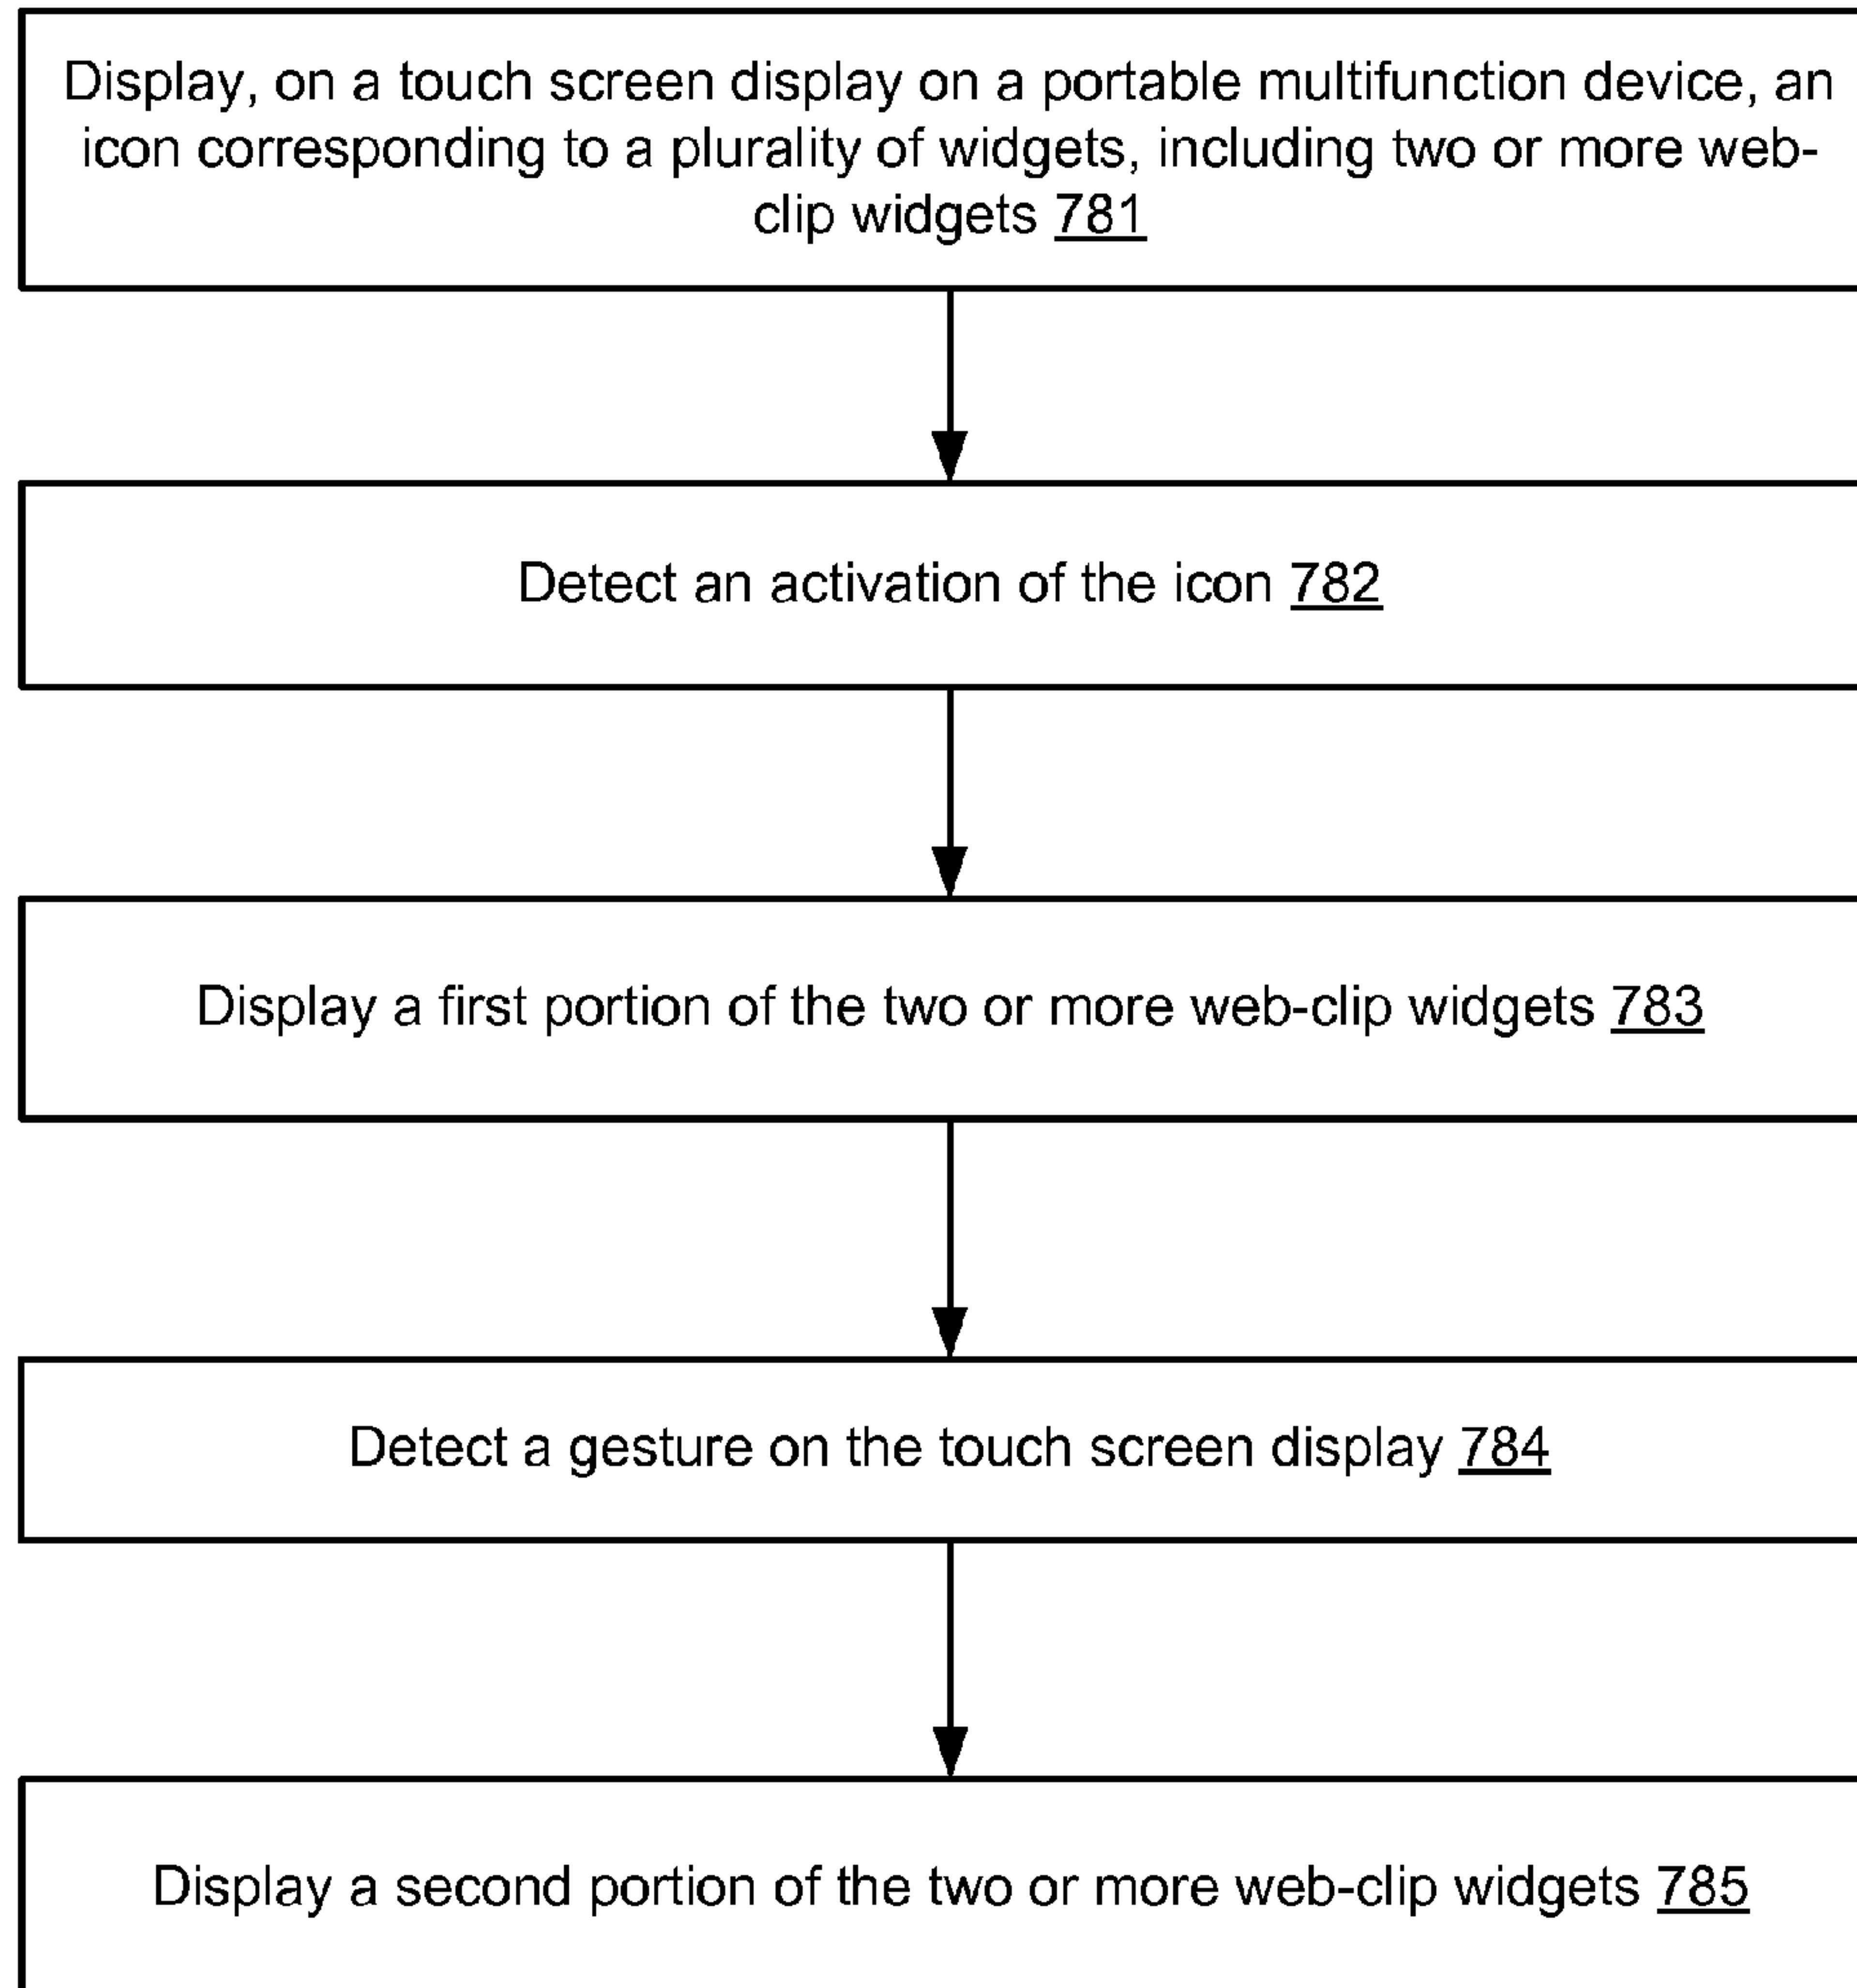 Display, on a touch screen display on a portable multifunction device, an
icon corresponding to a plurality of widgets, including two or more web-
clip widgets 781
Detect an activation of the icon 782
Display a first portion of the two or more web-clip widgets 783
Detect a gesture on the touch screen display 784
Display a second portion of the two or more web-clip widgets 785